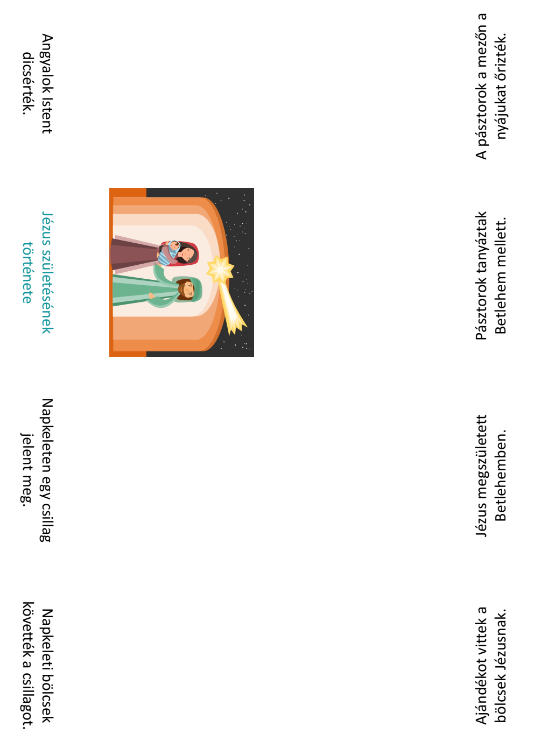 Angyalok Istent
dicsérték.
Jézus születésének
története
Napkeleten egy csillag
jelent meg.
Napkeleti bölcsek
követték a csillagot.
A pásztorok a mezőn a
nyájukat őrizték.
Pásztorok tanyáztak
Betlehem mellett.
Jézus megszületett
Betlehemben.
Ajándékot vittek a
bölcsek Jézusnak.